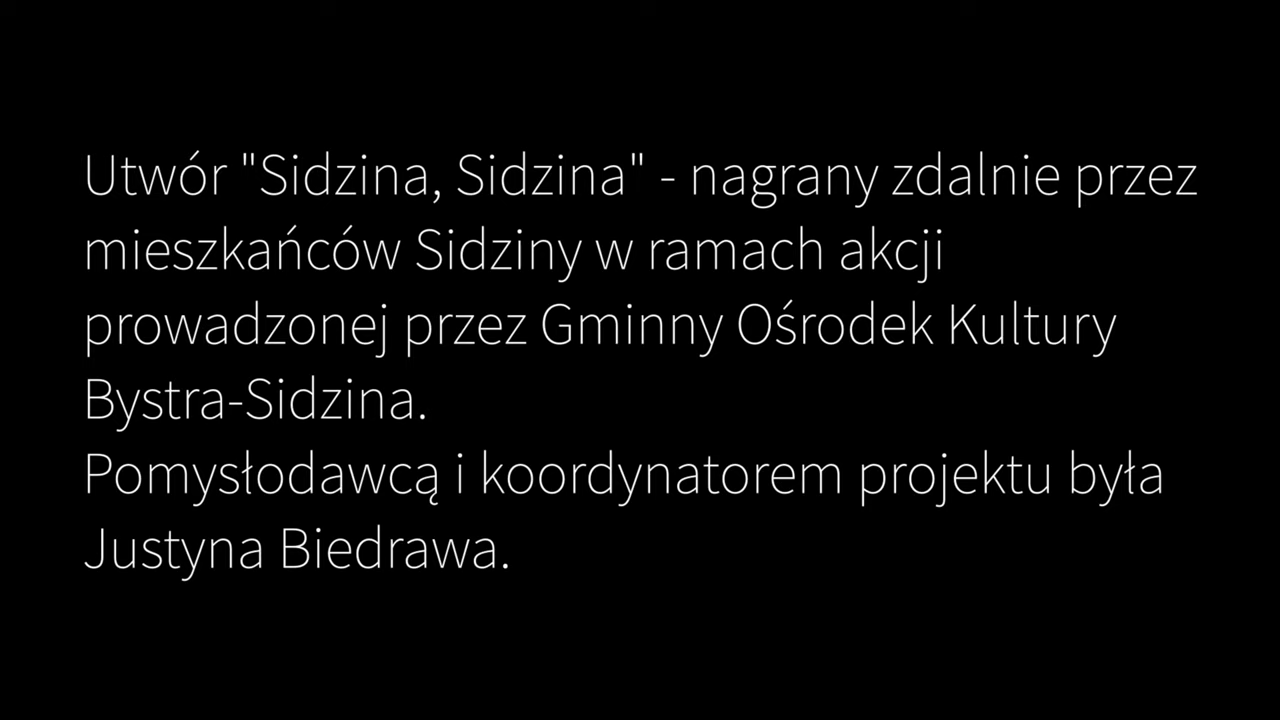 Utwór "Sidzina, Sidzina" - nagrany zdalnie przez
mieszkańców Sidziny w ramach akcji
prowadzonej przez Gminny Ośrodek Kultury
Bystra-Sidzina.
Pomysłodawcą i koordynatorem projektu była
Justyna Biedrawa.